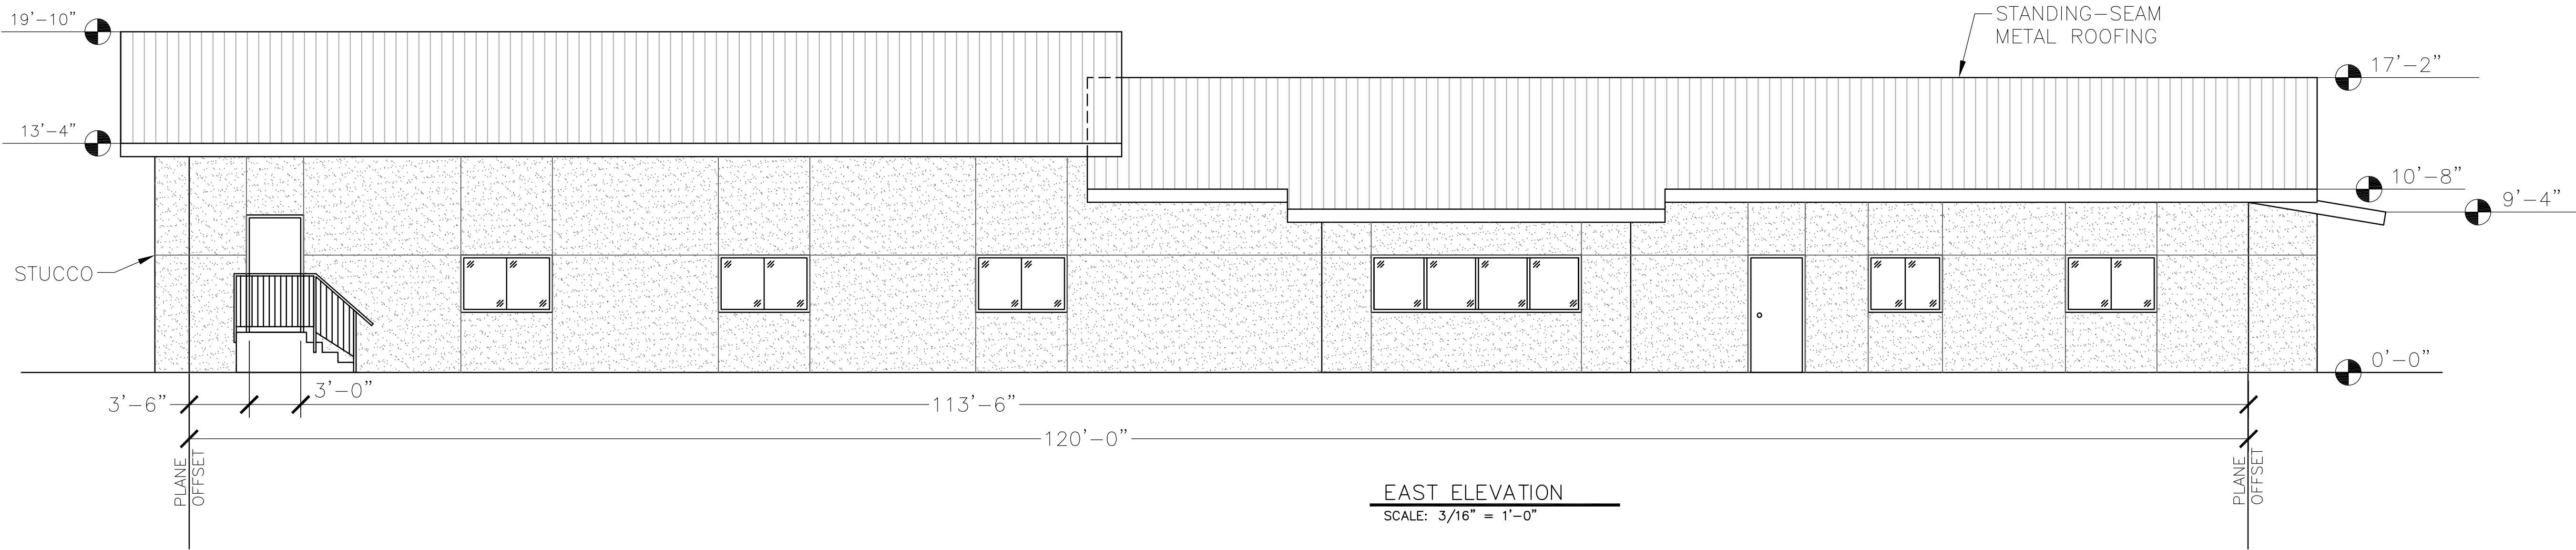 19'-10"
STANDING-SEAM
METAL ROOFING
17'-2"
13'-4"
10'-8"
9'-4"
STUCCO
0'-0"
3'-6"
3'-0"
113'-6"
120'-0"
PLANE
OFFSET
PLANE
OFFSET
EAST ELEVATION
SCALE: 3/16" = 1'-0"